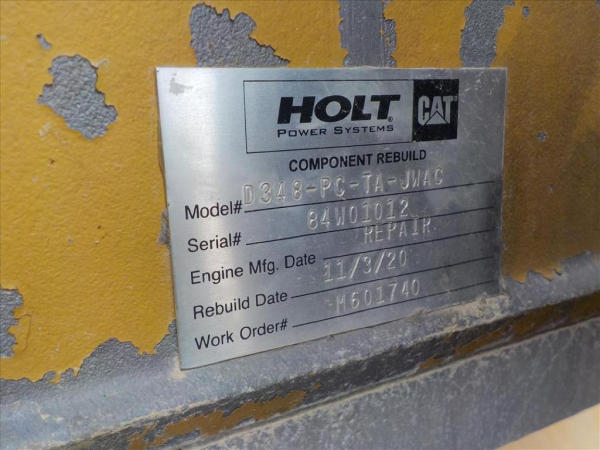 HOLT CAT
POWER SYSTEMS
COMPONENT REBUILD
Model# D348-PC-TA-JWAC
Serial# 84W01012
Engine Mfg. Date REPAIR
Rebuild Date 11/3/20
Work Order# M601740